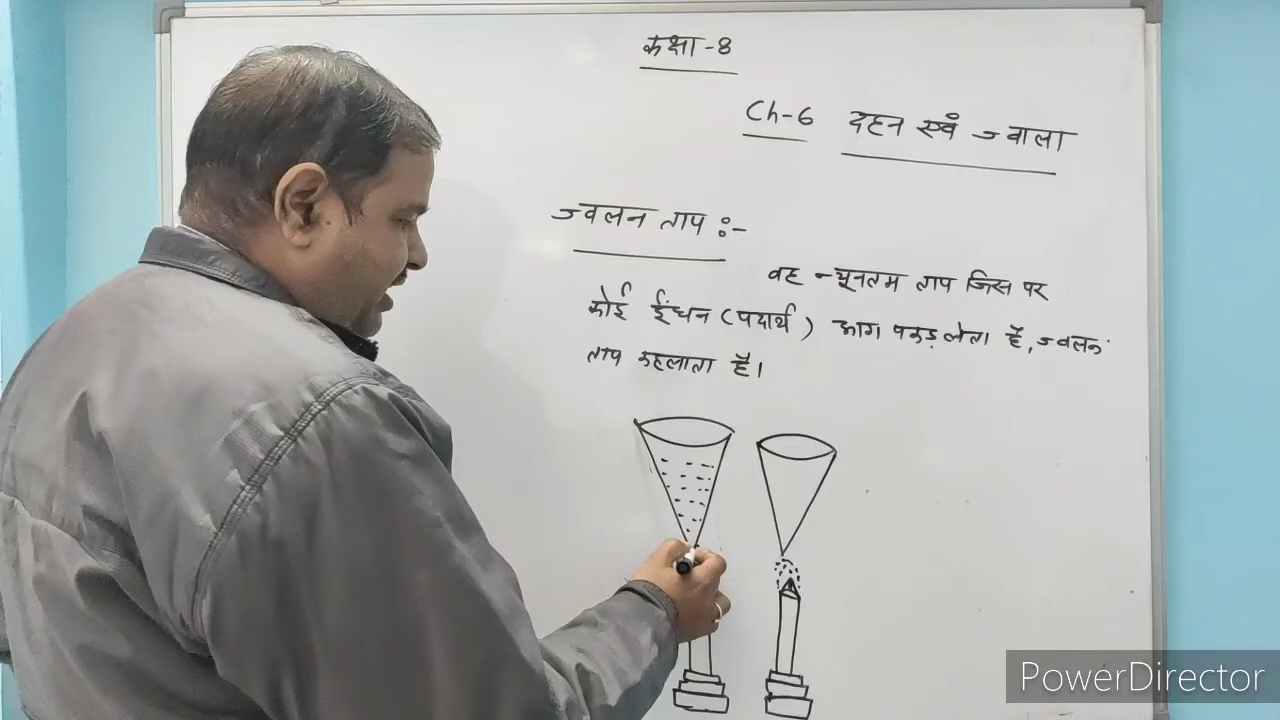 कक्षा-8
Ch-6 दहन एवं ज्वाला
ज्वलन ताप :-
वह न्यूनतम ताप जिस पर
कोई ईंधन (पदार्थ) आग पकड़ लेता है, ज्वलन
ताप कहलाता है।
PowerDirector